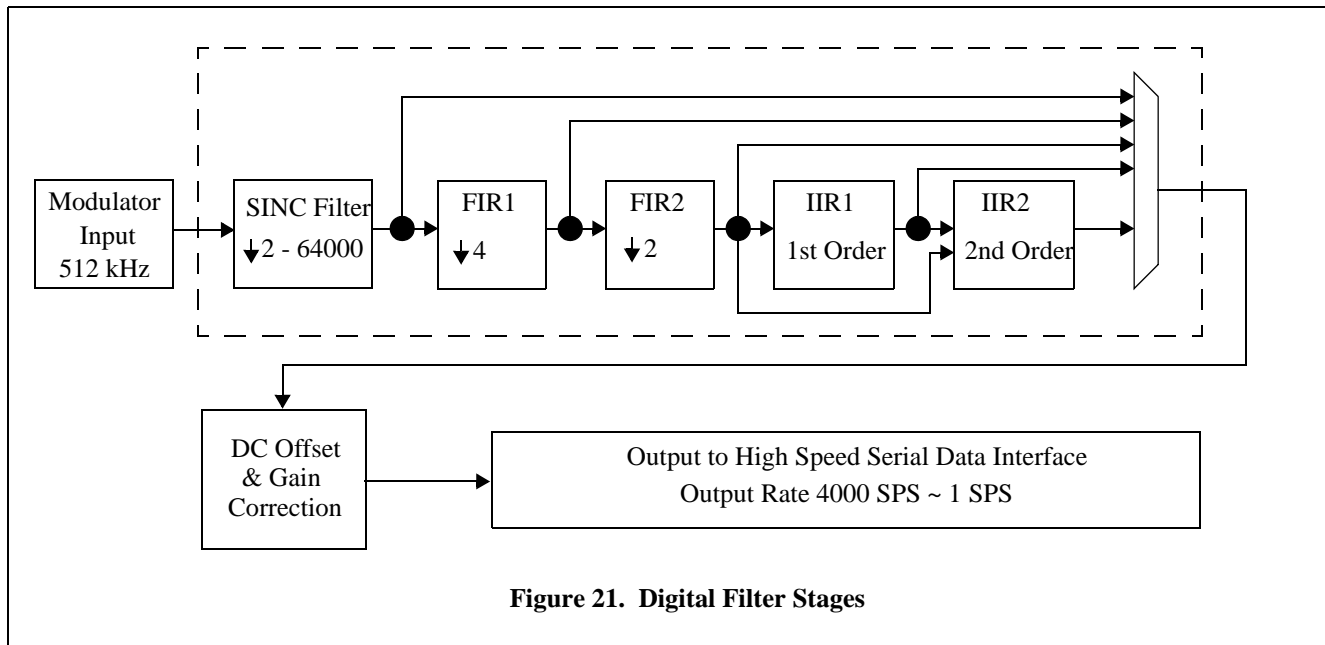 Modulator
Input
512 kHz
SINC Filter
2 - 64000
FIR1
4
FIR2
2
IIR1
1st Order
IIR2
2nd Order
DC Offset
& Gain
Correction
Output to High Speed Serial Data Interface
Output Rate 4000 SPS ~ 1 SPS
Figure 21. Digital Filter Stages